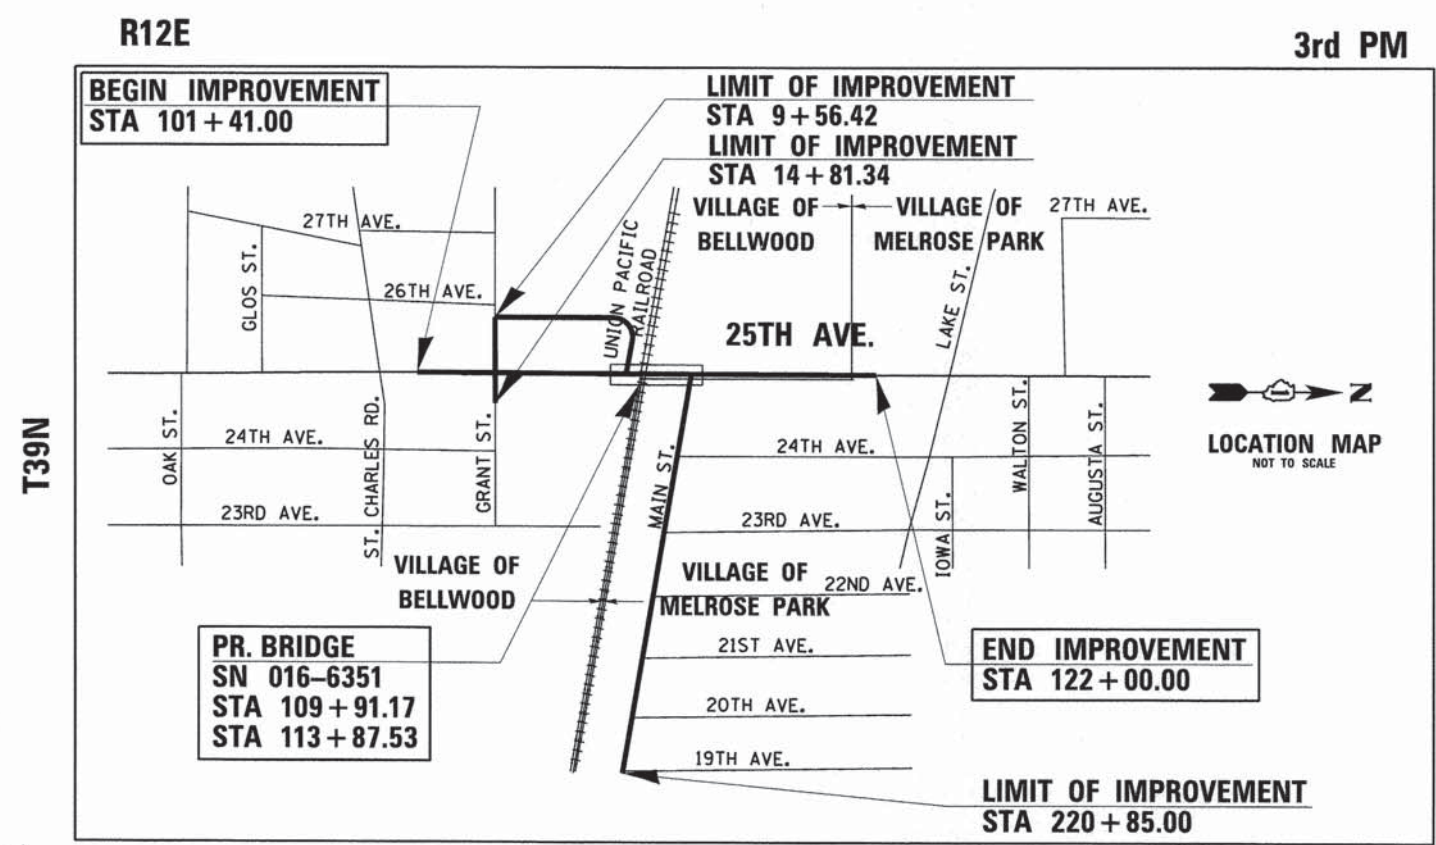 R12E
3rd PM
BEGIN IMPROVEMENT
STA 101+41.00
LIMIT OF IMPROVEMENT
STA 9+56.42
LIMIT OF IMPROVEMENT
STA 14+81.34
VILLAGE OF
BELLWOOD
VILLAGE OF
MELROSE PARK
27TH AVE.
27TH AVE.
GLOS ST.
26TH AVE.
UNION PACIFIC
RAILROAD
25TH AVE.
LAKE ST.
N
LOCATION MAP
NOT TO SCALE
T39N
OAK ST.
24TH AVE.
ST. CHARLES RD.
GRANT ST.
MAIN ST.
24TH AVE.
WALTON ST.
AUGUSTA ST.
23RD AVE.
23RD AVE.
IOWA ST.
VILLAGE OF
BELLWOOD
VILLAGE OF
MELROSE PARK
22ND AVE.
21ST AVE.
20TH AVE.
19TH AVE.
PR. BRIDGE
SN 016-6351
STA 109+91.17
STA 113+87.53
END IMPROVEMENT
STA 122+00.00
LIMIT OF IMPROVEMENT
STA 220+85.00